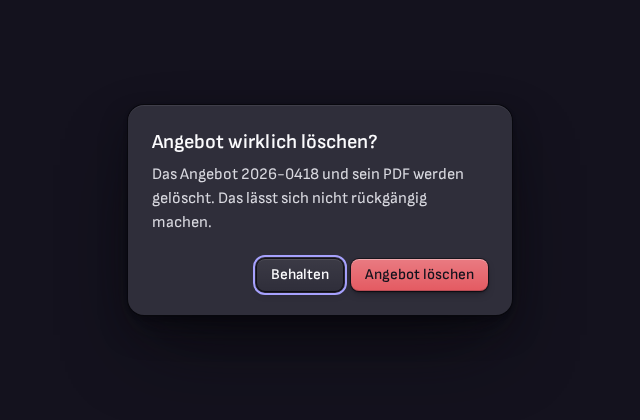 Angebot wirklich löschen?
Das Angebot 2026-0418 und sein PDF werden
gelöscht. Das lässt sich nicht rückgängig
machen.
Behalten
Angebot löschen